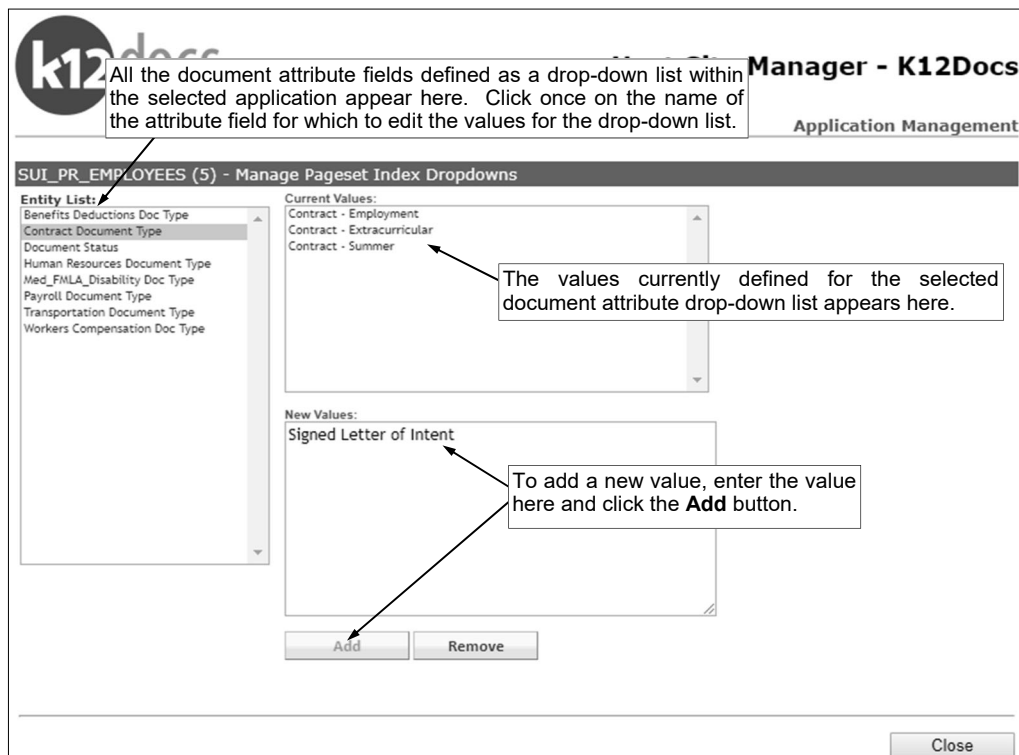 k12docs
Manager - K12Docs
All the document attribute fields defined as a drop-down list within
the selected application appear here. Click once on the name of
the attribute field for which to edit the values for the drop-down list.
Application Management
SUI_PR_EMPLOYEES (5) - Manage Pageset Index Dropdowns
Entity List:
Benefits Deductions Doc Type
Contract Document Type
Document Status
Human Resources Document Type
Med_FMLA_Disability Doc Type
Payroll Document Type
Transportation Document Type
Workers Compensation Doc Type
Current Values:
Contract - Employment
Contract - Extracurricular
Contract - Summer
The values currently defined for the selected
document attribute drop-down list appears here.
New Values:
Signed Letter of Intent
To add a new value, enter the value
here and click the Add button.
Add
Remove
Close